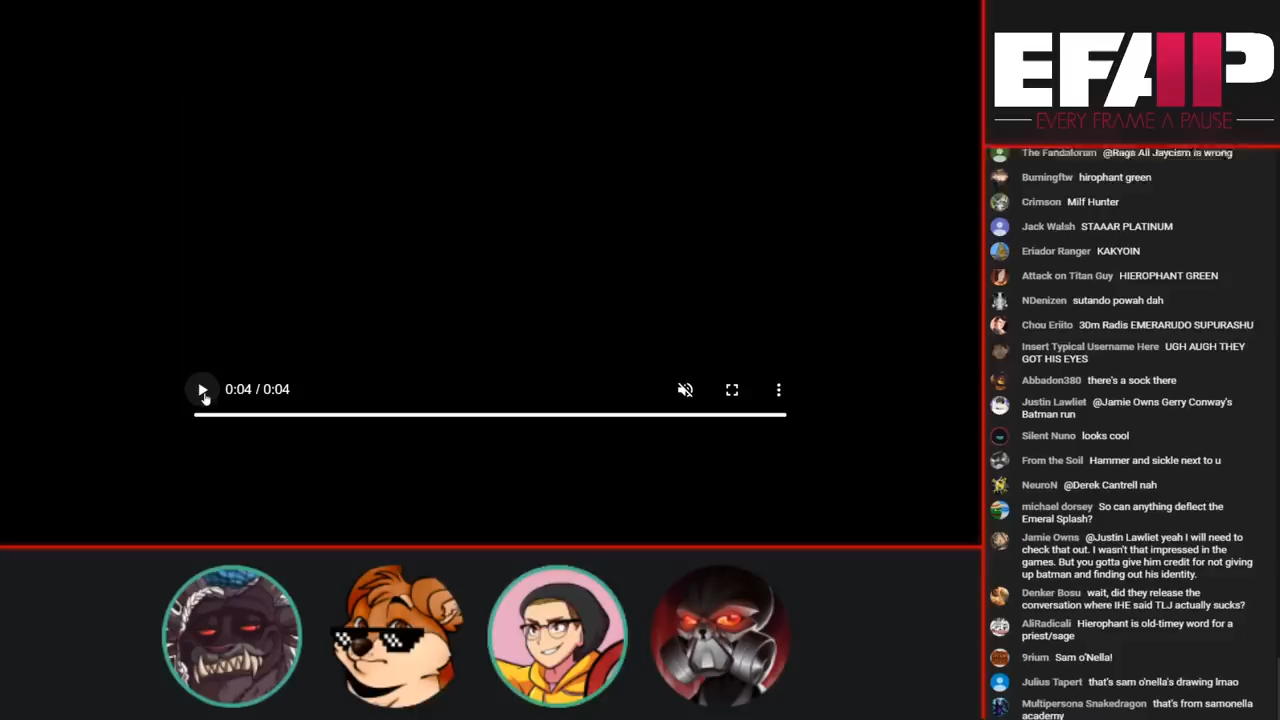 EFAP
EVERY FRAME A PAUSE
The Fandalorian @Rags All Jaycism is wrong
Burningftw hirophant green
Crimson Milf Hunter
Jack Walsh STAAAR PLATINUM
Eriador Ranger KAKYOIN
Attack on Titan Guy HIEROPHANT GREEN
NDenizen sutando powah dah
Chou Eriito 30m Radis EMERARUDO SUPURASHU
Insert Typical Username Here UGH AUGH THEY
GOT HIS EYES
Abbadon380 there's a sock there
Justin Lawliet @Jamie Owns Gerry Conway's
Batman run
Silent Nuno looks cool
From the Soil Hammer and sickle next to u
NeuroN @Derek Cantrell nah
michael dorsey So can anything deflect the
Emeral Splash?
Jamie Owns @Justin Lawliet yeah I will need to
check that out. I wasn't that impressed in the
games. But you gotta give him credit for not giving
up batman and finding out his identity.
Denker Bosu wait, did they release the
conversation where IHE said TLJ actually sucks?
AliRadicali Hierophant is old-timey word for a
priest/sage
9rium Sam o'Nella!
Julius Tapert that's sam o'nella's drawing lmao
Multipersona Snakedragon that's from samonella
academy
0:04 / 0:04